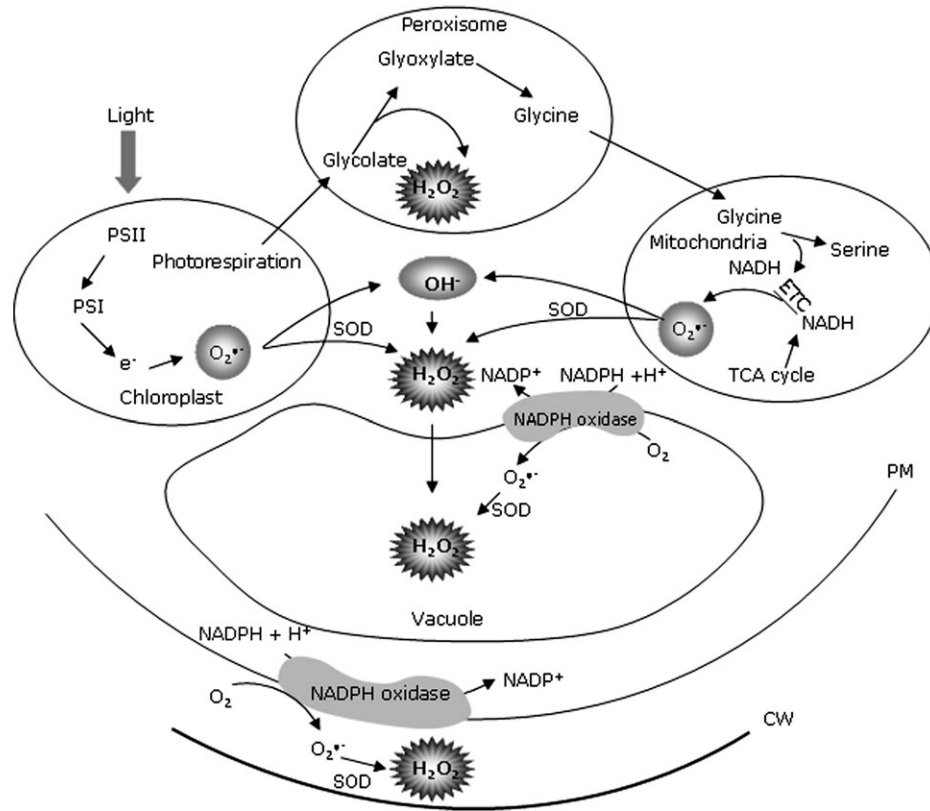 Peroxisome
Glyoxylate
Glycine
Glycolate
H₂O₂
Light
PSII
Photorespiration
PSI
e⁻
O₂•⁻
Chloroplast
SOD
OH⁻
H₂O₂
SOD
Glycine
Mitochondria
Serine
NADH
ETC
NADH
O₂•⁻
TCA cycle
NADP⁺
NADPH +H⁺
NADPH oxidase
O₂
O₂•⁻
SOD
H₂O₂
Vacuole
PM
NADPH + H⁺
NADPH oxidase
NADP⁺
O₂
O₂•⁻
SOD
H₂O₂
CW